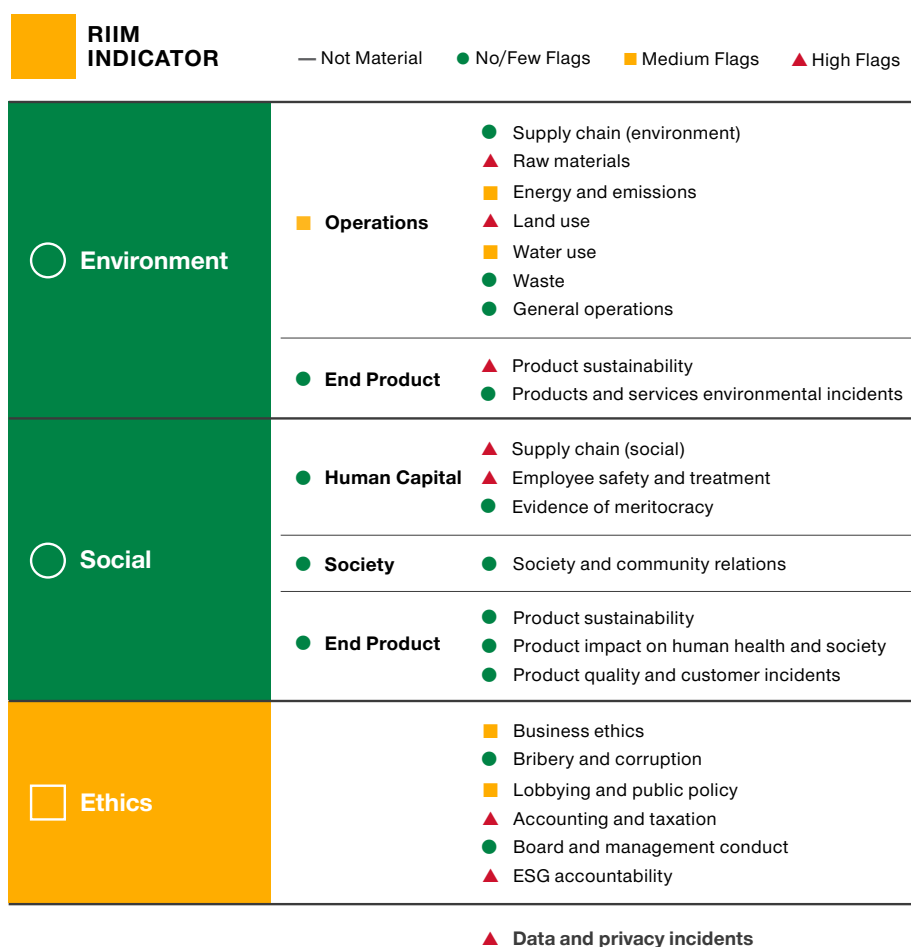 RIIM
INDICATOR
Not Material
No/Few Flags
Medium Flags
High Flags
Environment
Operations
Supply chain (environment)
Raw materials
Energy and emissions
Land use
Water use
Waste
General operations
End Product
Product sustainability
Products and services environmental incidents
Social
Human Capital
Supply chain (social)
Employee safety and treatment
Evidence of meritocracy
Society
Society and community relations
End Product
Product sustainability
Product impact on human health and society
Product quality and customer incidents
Ethics
Business ethics
Bribery and corruption
Lobbying and public policy
Accounting and taxation
Board and management conduct
ESG accountability
Data and privacy incidents